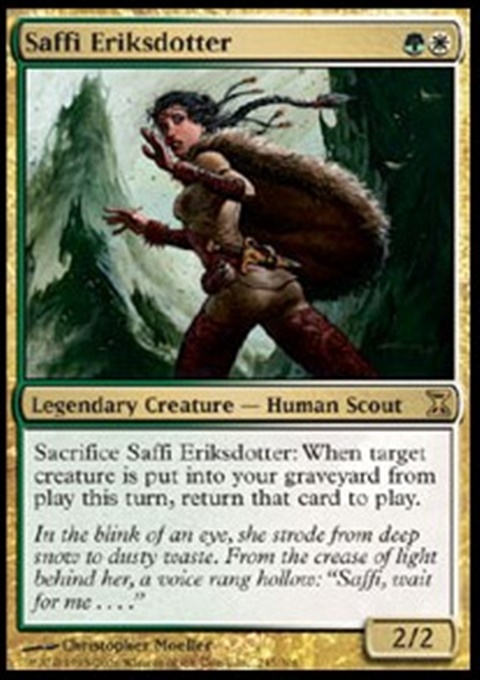 Saffi Eriksdotter
Legendary Creature — Human Scout
Sacrifice Saffi Eriksdotter: When target
creature is put into your graveyard from
play this turn, return that card to play.
In the blink of an eye, she strode from deep
snow to dusty waste. From the crease of light
behind her, a voice rang hollow: “Saffi, wait
for me . . . .”
Christopher Moeller
2/2